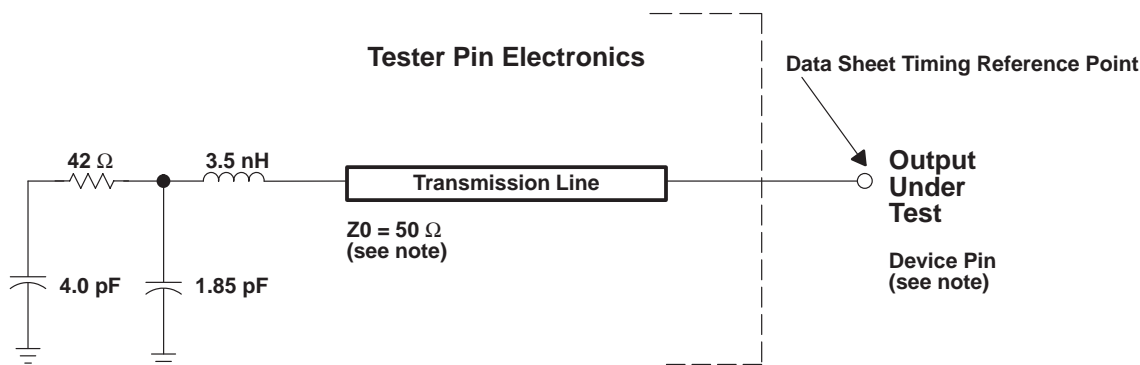 Tester Pin Electronics
Data Sheet Timing Reference Point
42 Ω
3.5 nH
Transmission Line
Output
Under
Test
Z0 = 50 Ω
(see note)
Device Pin
(see note)
4.0 pF
1.85 pF